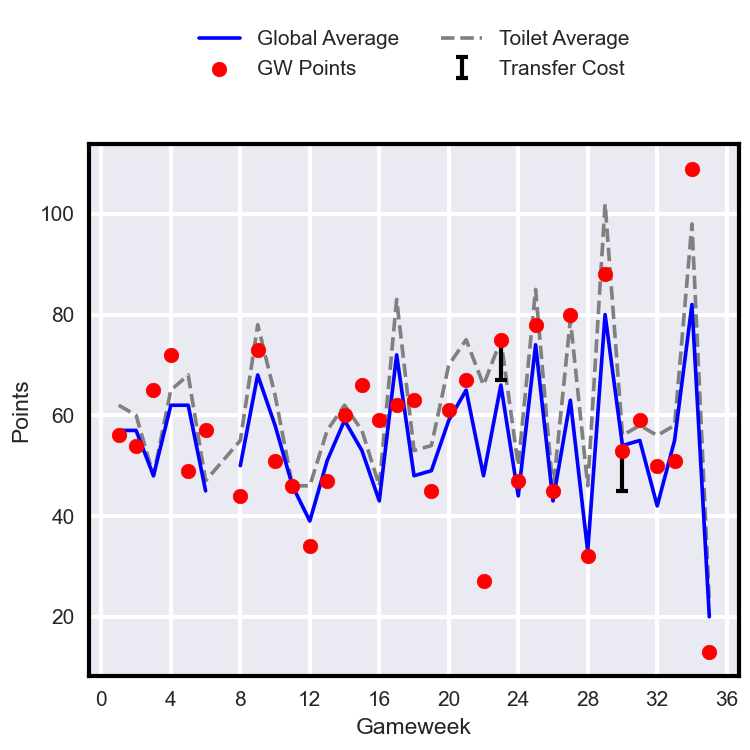 Global Average
Toilet Average
GW Points
Transfer Cost
100
80
60
40
20
Points
0 4 8 12 16 20 24 28 32 36
Gameweek